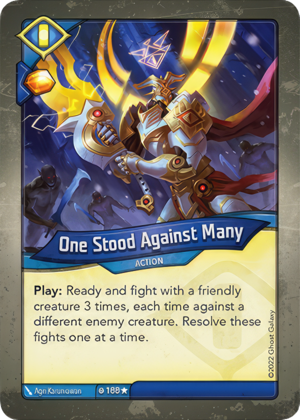 One Stood Against Many
ACTION
Play: Ready and fight with a friendly
creature 3 times, each time against a
different enemy creature. Resolve these
fights one at a time.
©2022 Ghost Galaxy
Agri Karuniawan
168